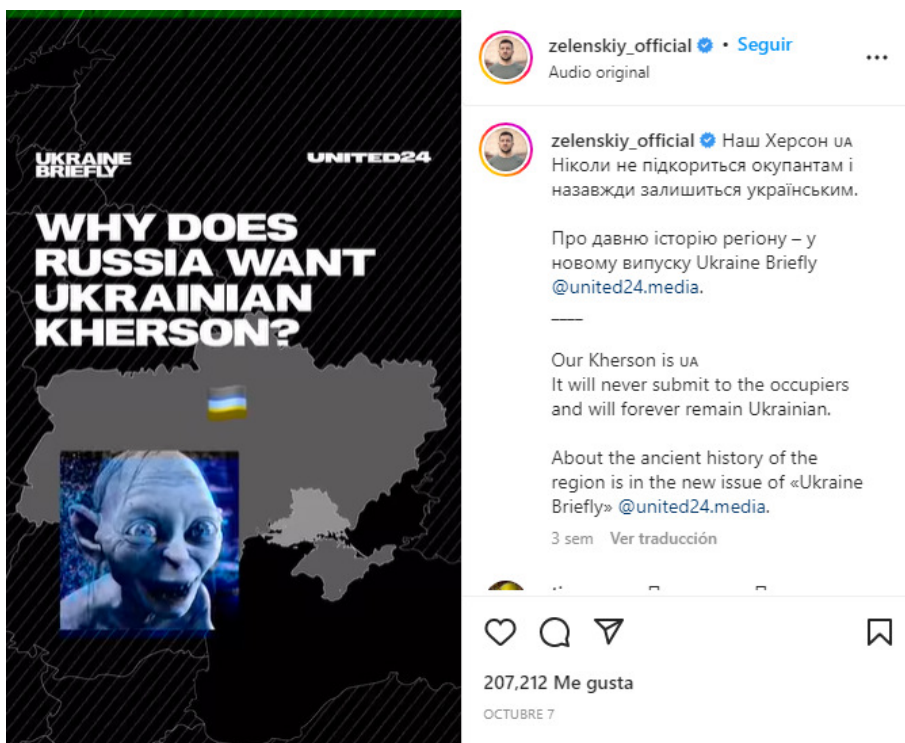 UKRAINE
BRIEFLY
UNITED24
WHY DOES
RUSSIA WANT
UKRAINIAN
KHERSON?
zelenskiy_official • Seguir
Audio original
zelenskiy_official Наш Херсон UA
Ніколи не підкориться окупантам і
назавжди залишиться українським.
Про давню історію регіону – у
новому випуску Ukraine Briefly
@united24.media.
____
Our Kherson is UA
It will never submit to the occupiers
and will forever remain Ukrainian.
About the ancient history of the
region is in the new issue of «Ukraine
Briefly» @united24.media.
3 sem Ver traducción
207,212 Me gusta
OCTUBRE 7